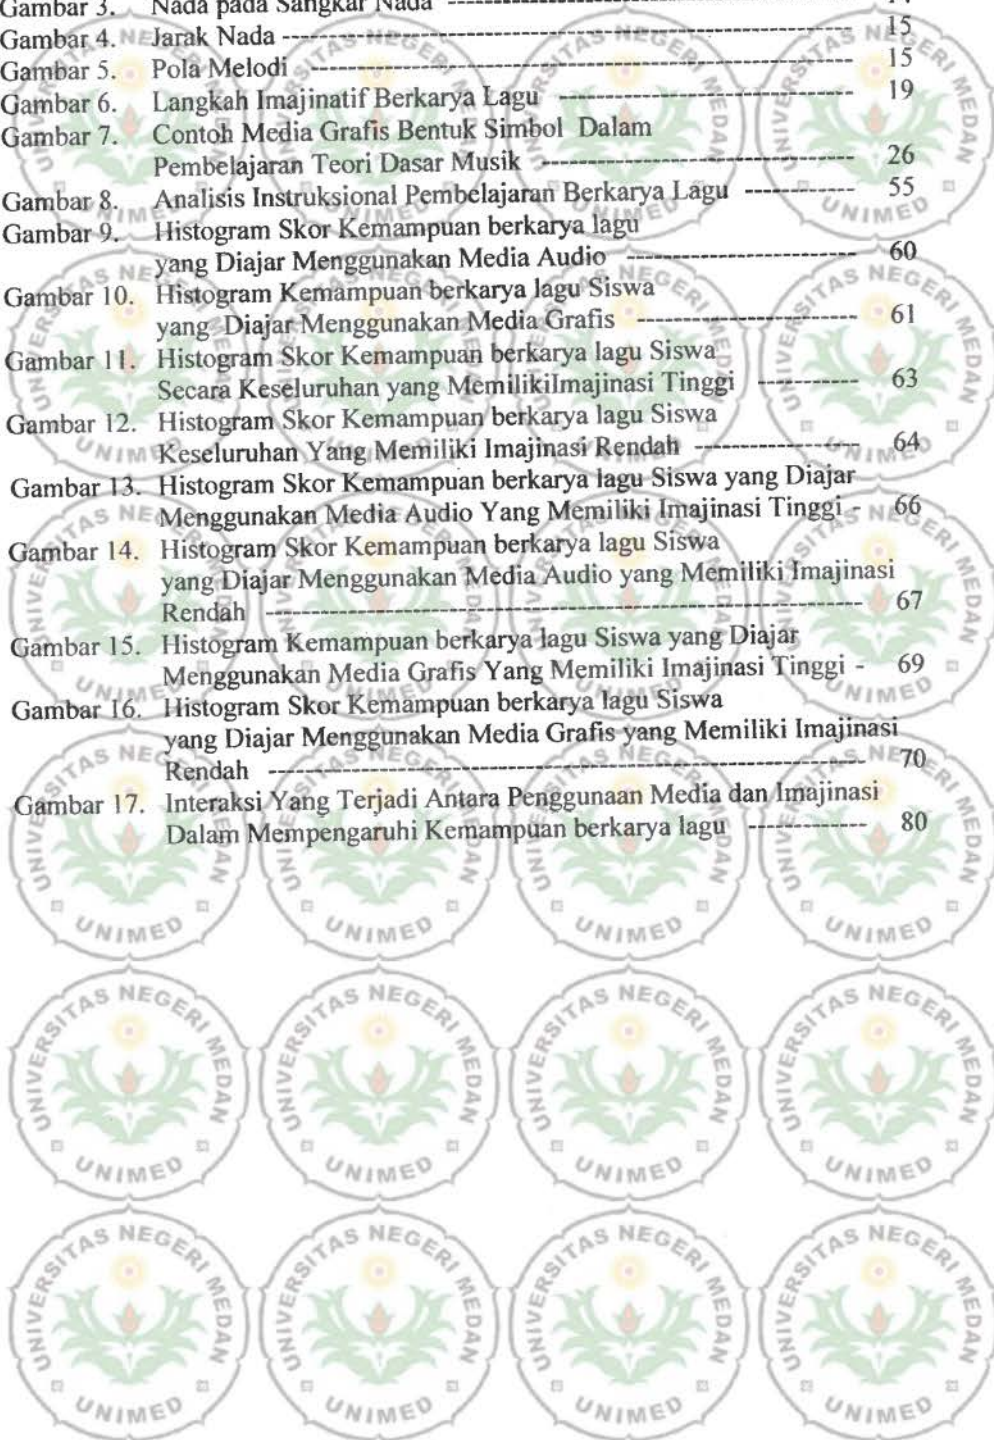 Gambar 3. Nada pada Sangkar Nada ---------------------------------------- 14
Gambar 4. Jarak Nada ---------------------------------------- 15
Gambar 5. Pola Melodi ---------------------------------------- 15
Gambar 6. Langkah Imajinatif Berkarya Lagu ------------------------------ 19
Gambar 7. Contoh Media Grafis Bentuk Simbol Dalam
Pembelajaran Teori Dasar Musik ------------------------------ 26
Gambar 8. Analisis Instruksional Pembelajaran Berkarya Lagu ----------- 55
Gambar 9. Histogram Skor Kemampuan berkarya lagu
yang Diajar Menggunakan Media Audio ---------------------- 60
Gambar 10. Histogram Kemampuan berkarya lagu Siswa
yang Diajar Menggunakan Media Grafis --------------------- 61
Gambar 11. Histogram Skor Kemampuan berkarya lagu Siswa
Secara Keseluruhan yang MemilikiImajinasi Tinggi ---------- 63
Gambar 12. Histogram Skor Kemampuan berkarya lagu Siswa
Keseluruhan Yang Memiliki Imajinasi Rendah --------------- 64
Gambar 13. Histogram Skor Kemampuan berkarya lagu Siswa yang Diajar
Menggunakan Media Audio Yang Memiliki Imajinasi Tinggi - 66
Gambar 14. Histogram Skor Kemampuan berkarya lagu Siswa
yang Diajar Menggunakan Media Audio yang Memiliki Imajinasi
Rendah ---------------------------------------- 67
Gambar 15. Histogram Kemampuan berkarya lagu Siswa yang Diajar
Menggunakan Media Grafis Yang Memiliki Imajinasi Tinggi - 69
Gambar 16. Histogram Skor Kemampuan berkarya lagu Siswa
yang Diajar Menggunakan Media Grafis yang Memiliki Imajinasi
Rendah ---------------------------------------- 70
Gambar 17. Interaksi Yang Terjadi Antara Penggunaan Media dan Imajinasi
Dalam Mempengaruhi Kemampuan berkarya lagu ------------- 80
UNIVERSITAS NEGERI MEDAN
UNIMED